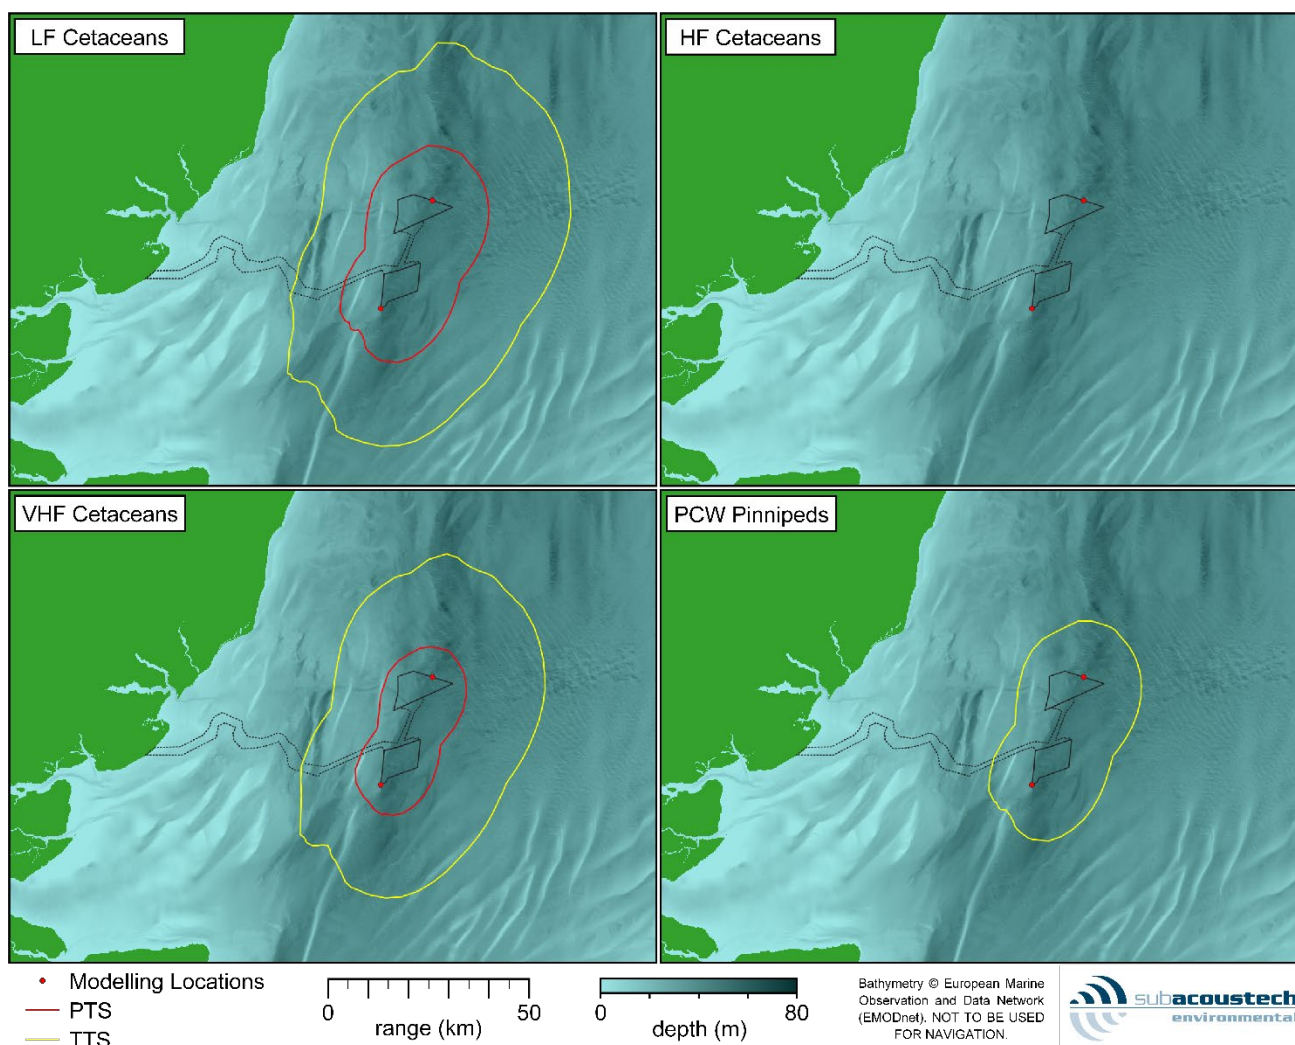 LF Cetaceans
HF Cetaceans
VHF Cetaceans
PCW Pinnipeds
Modelling Locations
PTS
TTS
0 50
range (km)
0 80
depth (m)
Bathymetry © European Marine
Observation and Data Network
(EMODnet). NOT TO BE USED
FOR NAVIGATION.
subacoustech
environmental